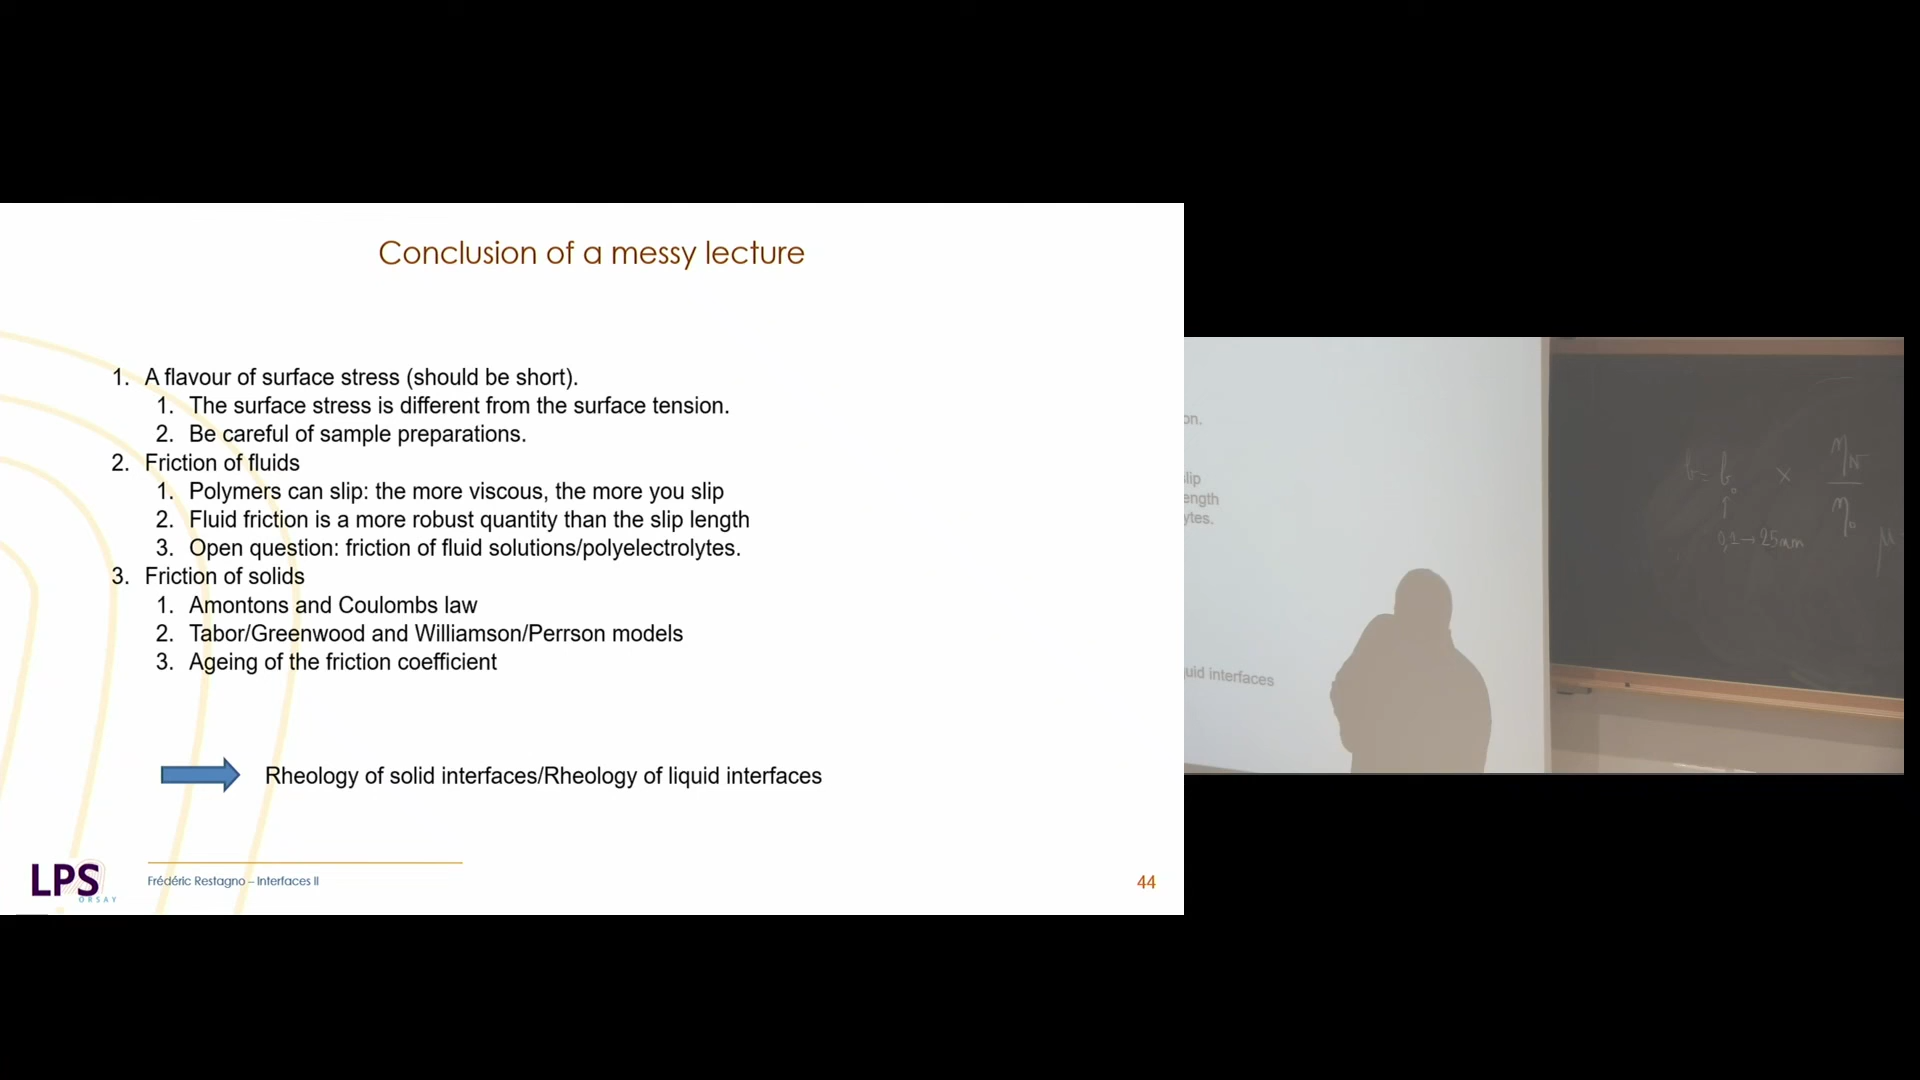 Conclusion of a messy lecture
1. A flavour of surface stress (should be short).
1. The surface stress is different from the surface tension.
2. Be careful of sample preparations.
2. Friction of fluids
1. Polymers can slip: the more viscous, the more you slip
2. Fluid friction is a more robust quantity than the slip length
3. Open question: friction of fluid solutions/polyelectrolytes.
3. Friction of solids
1. Amontons and Coulombs law
2. Tabor/Greenwood and Williamson/Perrson models
3. Ageing of the friction coefficient
Rheology of solid interfaces/Rheology of liquid interfaces
LPS
ORSAY
Frédéric Restagno – Interfaces II
44
on.
slip
ength
ytes.
uid interfaces